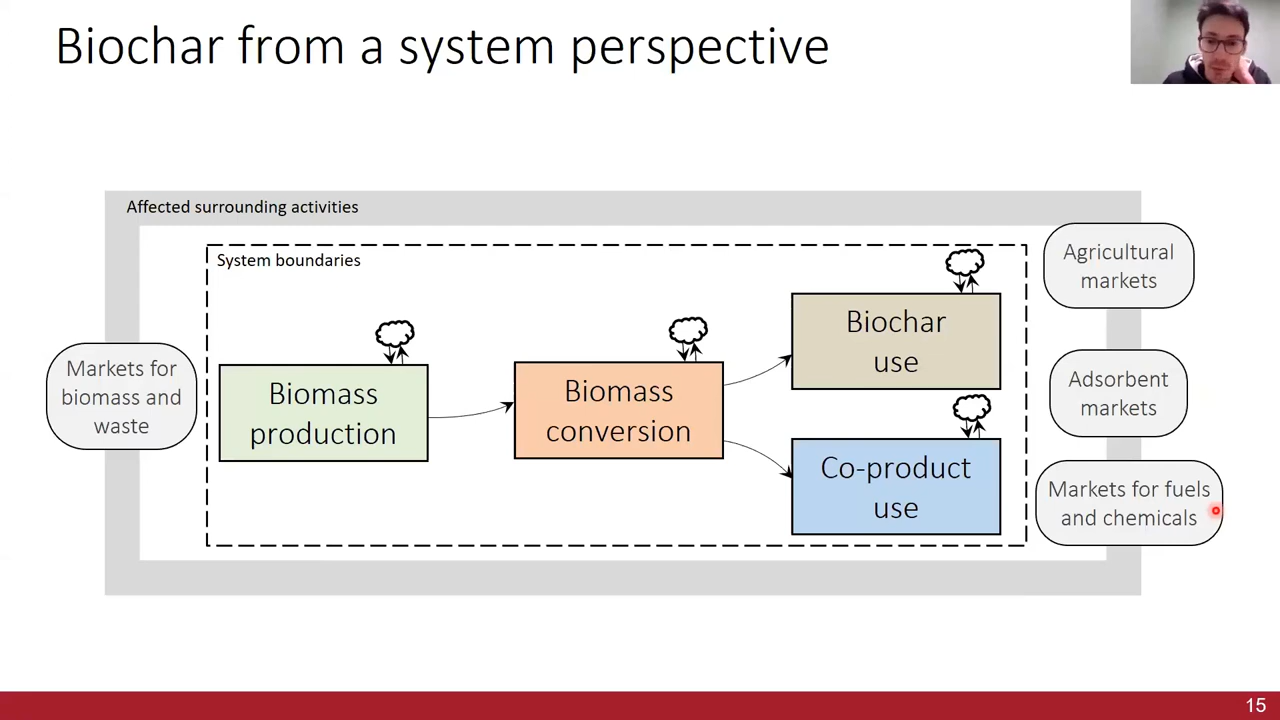 Biochar from a system perspective
Affected surrounding activities
System boundaries
Markets for
biomass and
waste
Biomass
production
Biomass
conversion
Biochar
use
Co-product
use
Agricultural
markets
Adsorbent
markets
Markets for fuels
and chemicals
15